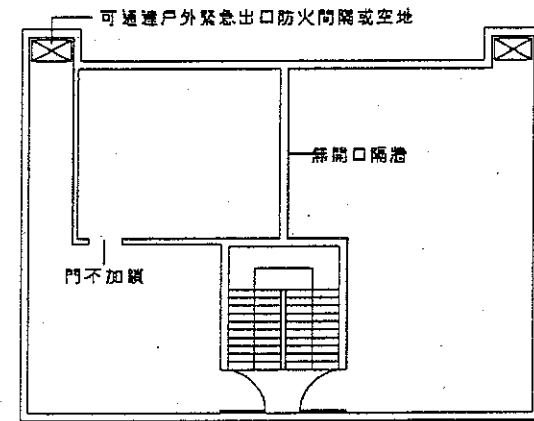 可通達戶外緊急出口防火間隔或空地
無開口隔牆
門不加鎖